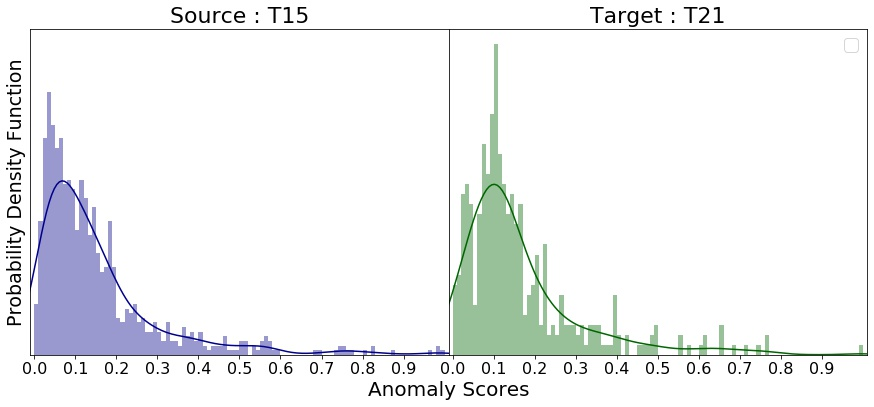 Source : T15
Target : T21
Probability Density Function
0.0 0.1 0.2 0.3 0.4 0.5 0.6 0.7 0.8 0.9 0.0 0.1 0.2 0.3 0.4 0.5 0.6 0.7 0.8 0.9
Anomaly Scores